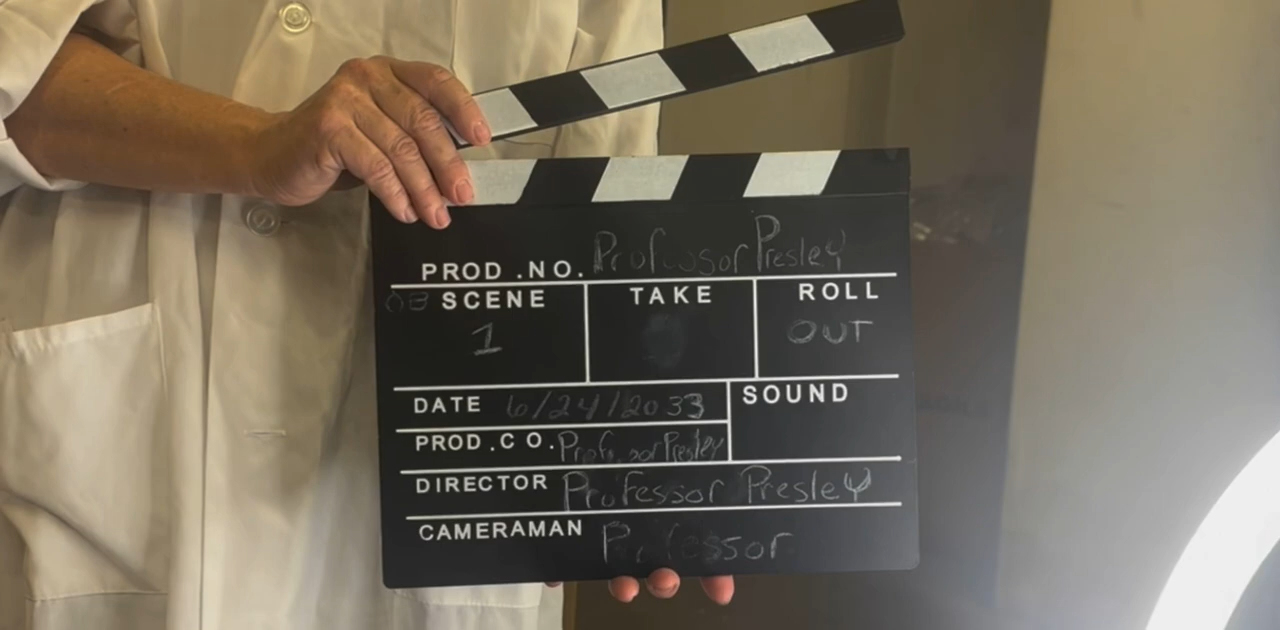 PROD .NO. Professor Presley
SCENE TAKE ROLL
1 OUT
DATE 6/24/2033
SOUND
PROD.CO. Professor Presley
DIRECTOR Professor Presley
CAMERAMAN Professor